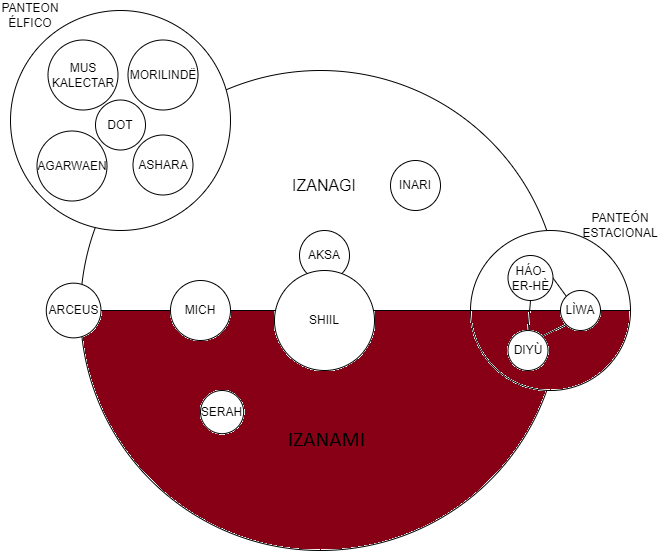 PANTEON
ÉLFICO
MUS
KALECTAR
MORILINDË
DOT
AGARWAEN
ASHARA
IZANAGI
INARI
PANTEÓN
ESTACIONAL
AKSA
HÁO-
ER-HÈ
ARCEUS
MICH
SHIIL
LÌWA
DIYÙ
SERAH
IZANAMI